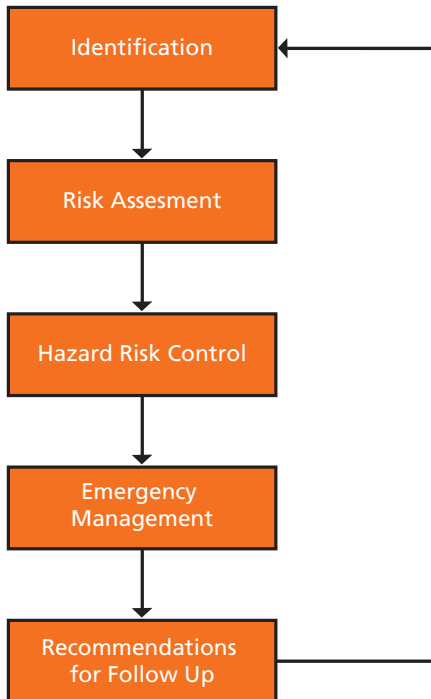 Identification
Risk Assesment
Hazard Risk Control
Emergency
Management
Recommendations
for Follow Up